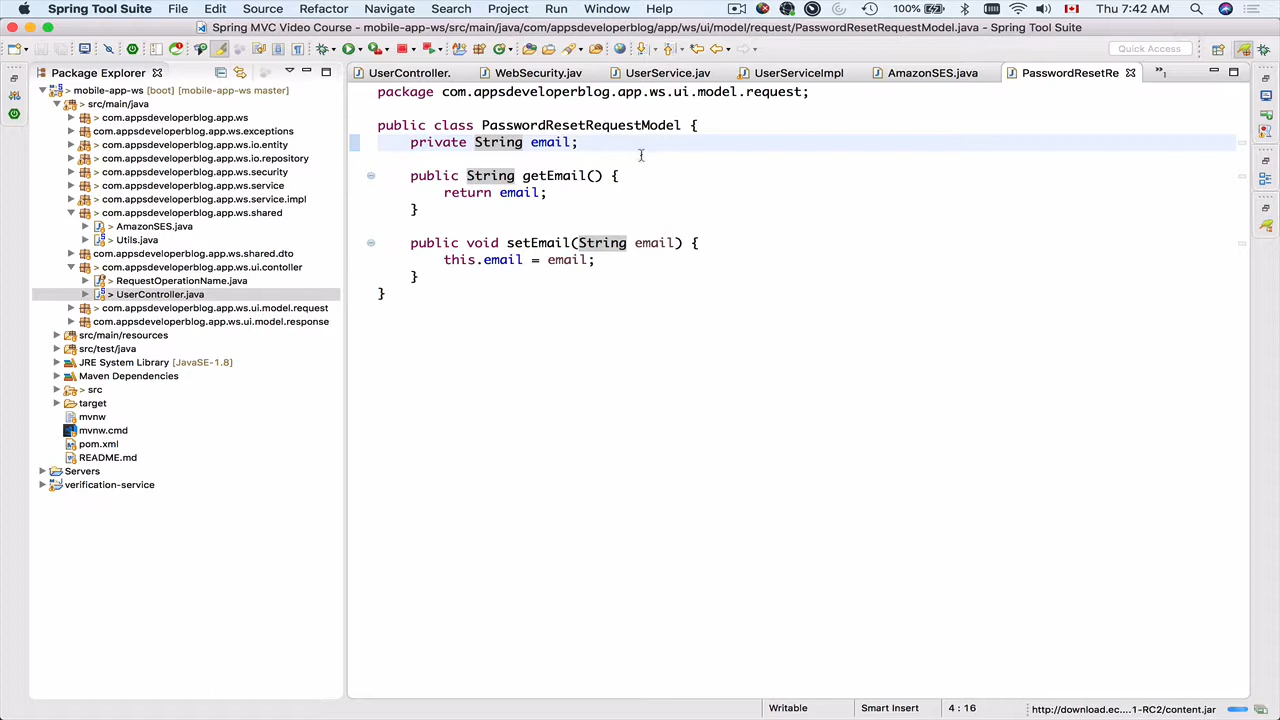 Spring Tool Suite File Edit Source Refactor Navigate Search Project Run Window Help 100% Thu 7:42 AM
Spring MVC Video Course - mobile-app-ws/src/main/java/com/appsdeveloperblog/app/ws/ui/model/request/PasswordResetRequestModel.java - Spring Tool Suite
Quick Access
Package Explorer
UserController. WebSecurity.jav UserService.jav UserServiceImpl AmazonSES.java PasswordResetRe
mobile-app-ws [boot] [mobile-app-ws master]
> src/main/java
> com.appsdeveloperblog.app.ws
> com.appsdeveloperblog.app.ws.exceptions
> com.appsdeveloperblog.app.ws.io.entity
> com.appsdeveloperblog.app.ws.io.repository
> com.appsdeveloperblog.app.ws.security
> com.appsdeveloperblog.app.ws.service
> com.appsdeveloperblog.app.ws.service.impl
> com.appsdeveloperblog.app.ws.shared
> AmazonSES.java
> Utils.java
> com.appsdeveloperblog.app.ws.shared.dto
> com.appsdeveloperblog.app.ws.ui.contoller
> RequestOperationName.java
> UserController.java
> com.appsdeveloperblog.app.ws.ui.model.request
> com.appsdeveloperblog.app.ws.ui.model.response
src/main/resources
src/test/java
JRE System Library [JavaSE-1.8]
Maven Dependencies
> src
target
mvnw
mvnw.cmd
pom.xml
README.md
Servers
verification-service
package com.appsdeveloperblog.app.ws.ui.model.request;
public class PasswordResetRequestModel {
private String email;
public String getEmail() {
return email;
}
public void setEmail(String email) {
this.email = email;
}
}
Writable Smart Insert 4 : 16 http://download.ec....1-RC2/content.jar